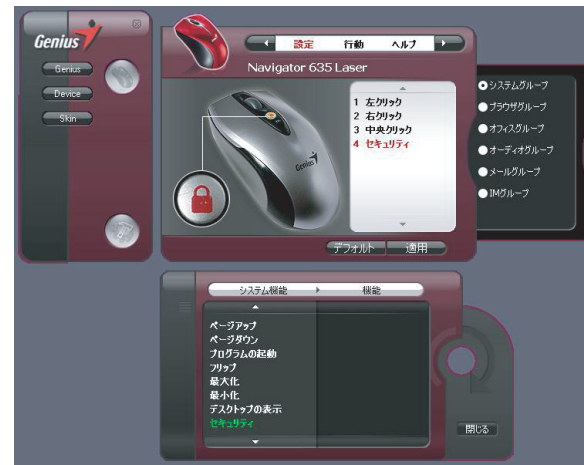 Genius
Genius
Device
Skin
設定 行動 ヘルプ
Navigator 635 Laser
1 左クリック
2 右クリック
3 中央クリック
4 セキュリティ
Genius
デフォルト 適用
システムグループ
ブラウザグループ
オフィスグループ
オーディオグループ
メールグループ
IMグループ
システム機能 機能
ページアップ
ページダウン
プログラムの起動
フリップ
最大化
最小化
デスクトップの表示
セキュリティ
閉じる